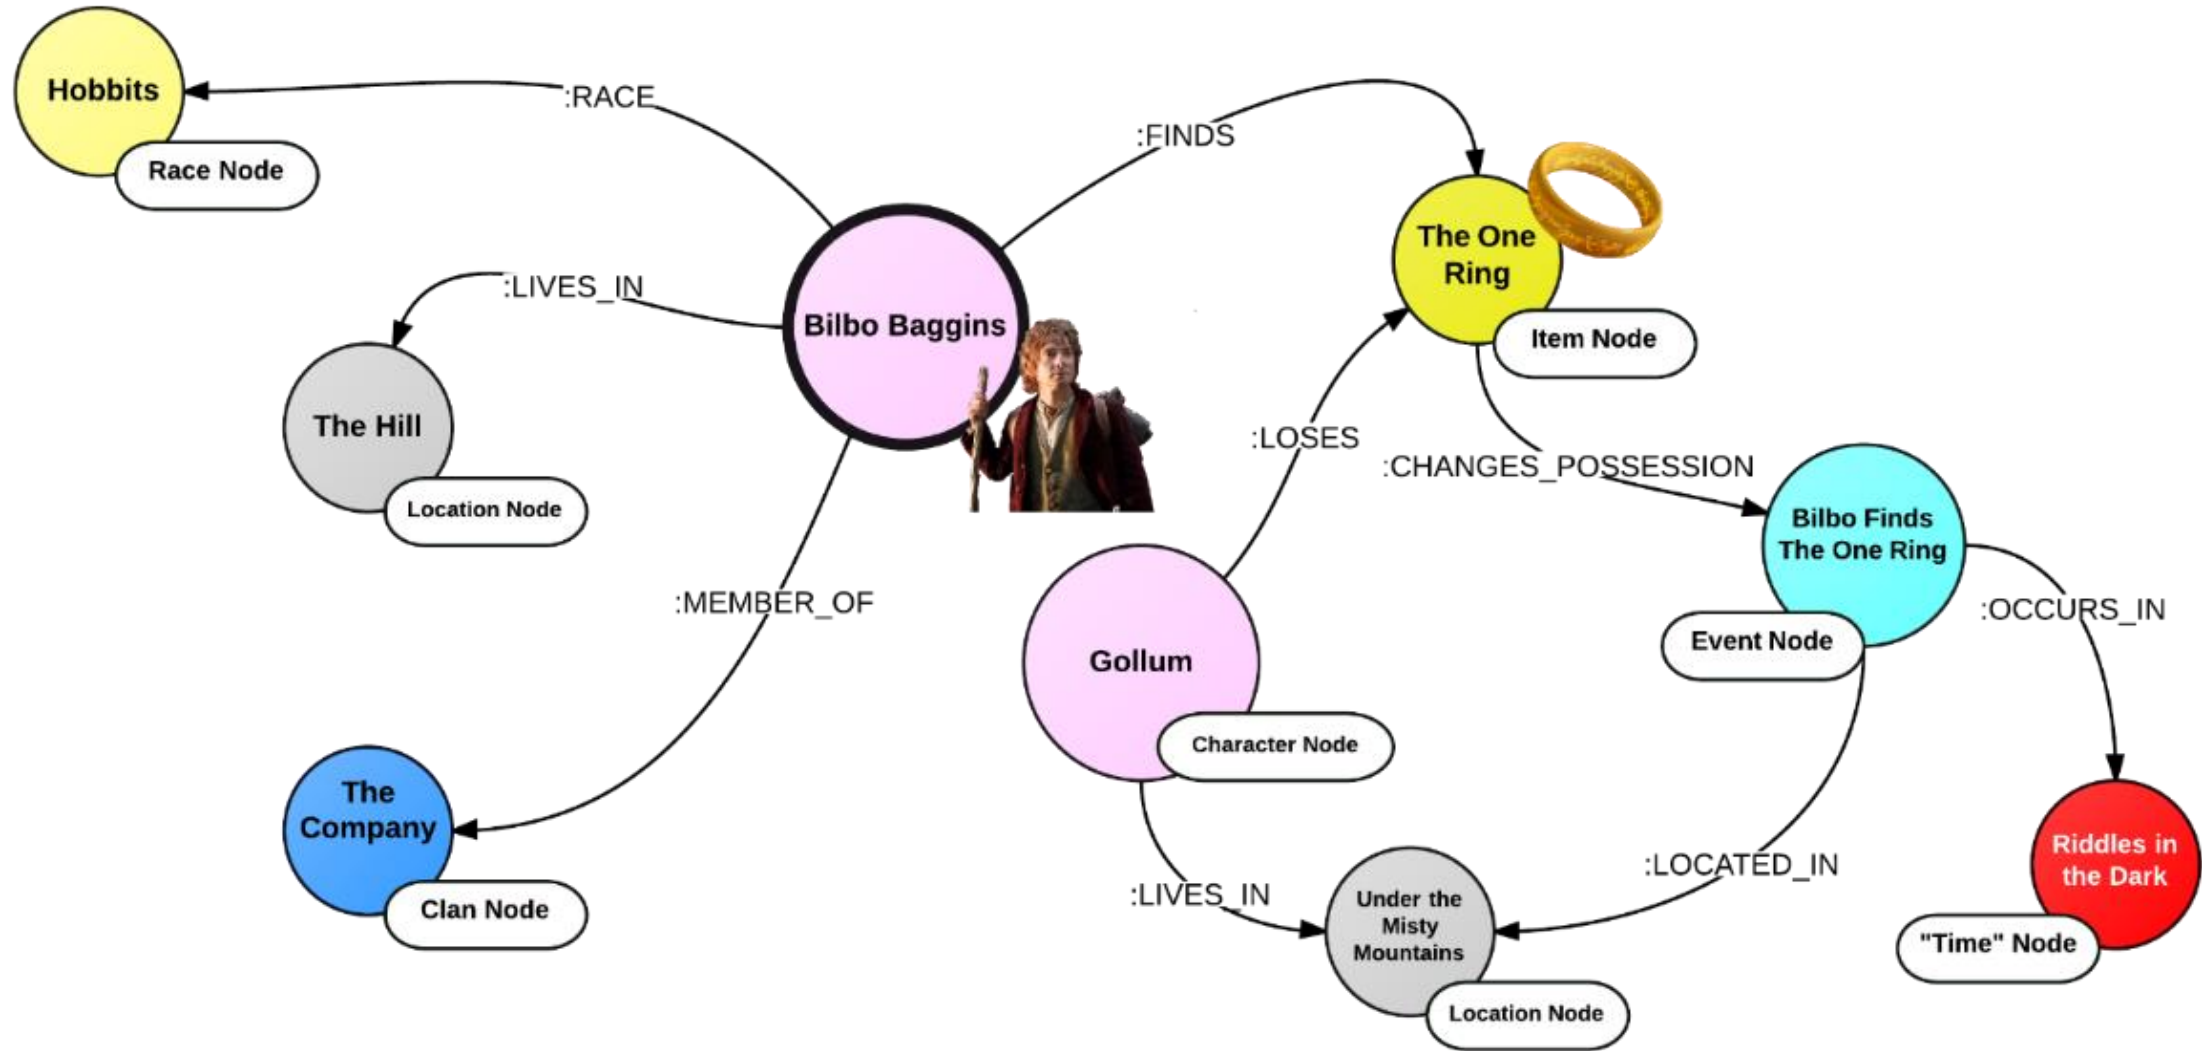 Hobbits
Race Node
:RACE
:FINDS
The One
Ring
Item Node
:LIVES_IN
Bilbo Baggins
The Hill
Location Node
:LOSES
:CHANGES_POSSESSION
Bilbo Finds
The One Ring
Event Node
:OCCURS_IN
:MEMBER_OF
Gollum
Character Node
The
Company
Clan Node
:LIVES_IN
Under the
Misty
Mountains
Location Node
:LOCATED_IN
Riddles in
the Dark
"Time" Node